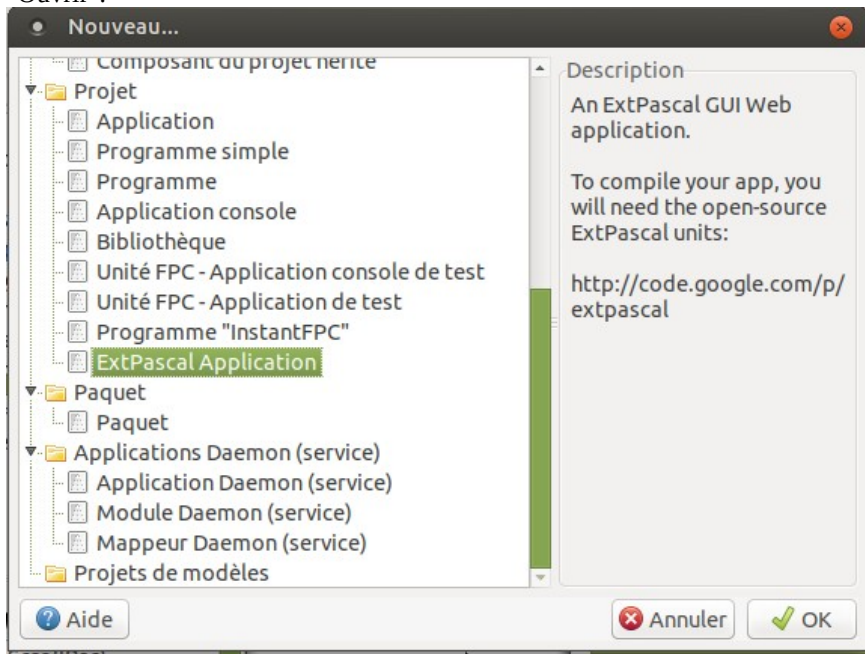 Ouvrir".
Nouveau...
Composant du projet hérité
Projet
Application
Programme simple
Programme
Application console
Bibliothèque
Unité FPC - Application console de test
Unité FPC - Application de test
Programme "InstantFPC"
ExtPascal Application
Paquet
Paquet
Applications Daemon (service)
Application Daemon (service)
Module Daemon (service)
Mappeur Daemon (service)
Projets de modèles
Description
An ExtPascal GUI Web
application.
To compile your app, you
will need the open-source
ExtPascal units:
http://code.google.com/p/
extpascal
Aide
Annuler
OK